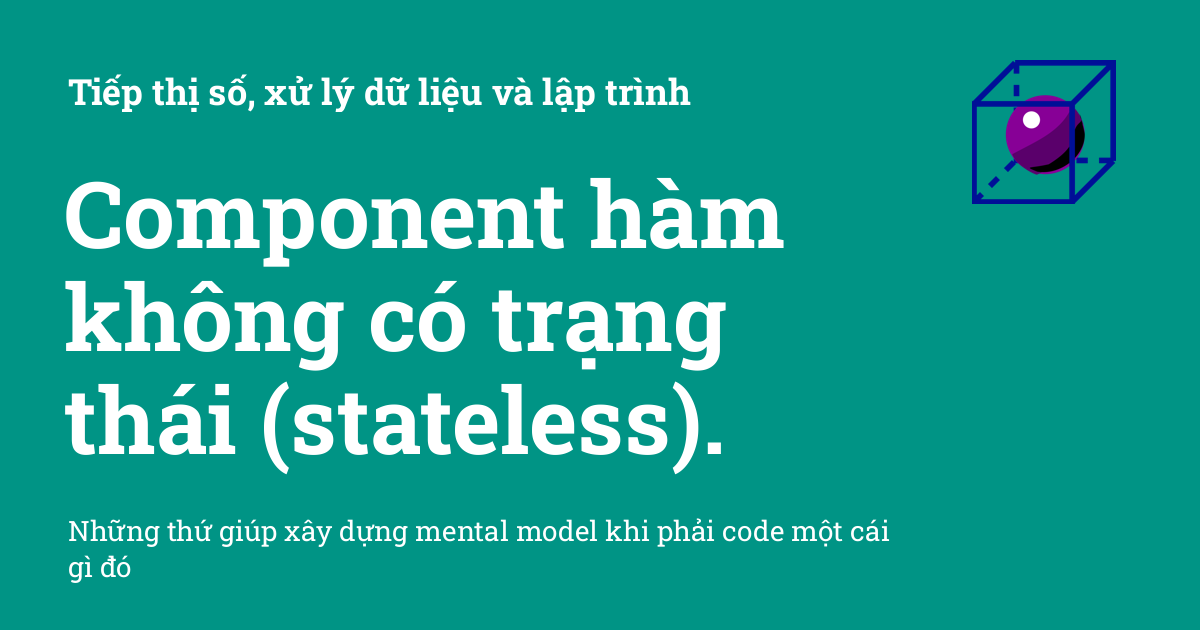 Tiếp thị số, xử lý dữ liệu và lập trình
Component hàm
không có trạng
thái (stateless).
Những thứ giúp xây dựng mental model khi phải code một cái
gì đó